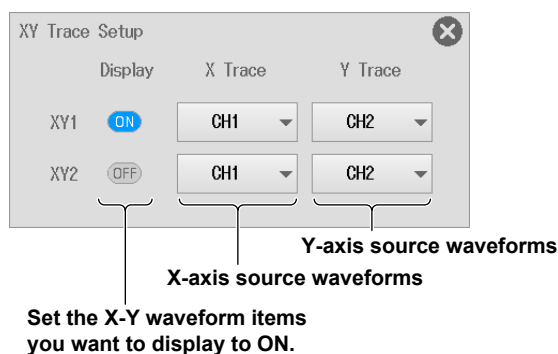 XY Trace Setup
Display X Trace Y Trace
XY1 ON CH1 CH2
XY2 OFF CH1 CH2
Y-axis source waveforms
X-axis source waveforms
Set the X-Y waveform items
you want to display to ON.